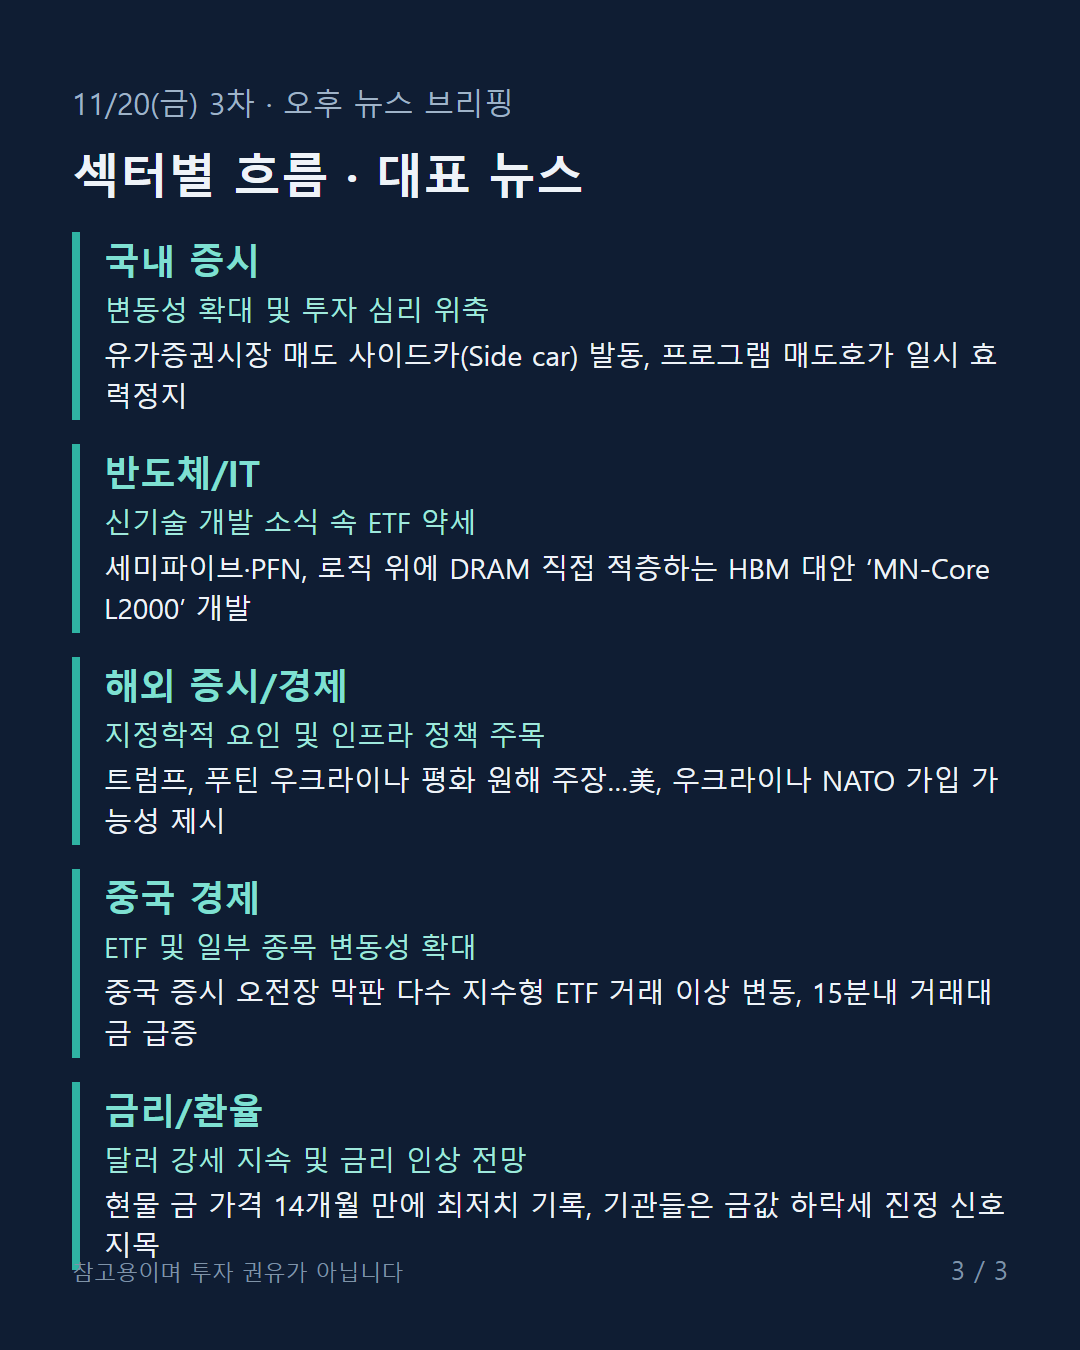 11/20(금) 3차 · 오후 뉴스 브리핑
섹터별 흐름 · 대표 뉴스
국내 증시
변동성 확대 및 투자 심리 위축
유가증권시장 매도 사이드카(Side car) 발동, 프로그램 매도호가 일시 효
력정지
반도체/IT
신기술 개발 소식 속 ETF 약세
세미파이브·PFN, 로직 위에 DRAM 직접 적층하는 HBM 대안 ‘MN-Core
L2000’ 개발
해외 증시/경제
지정학적 요인 및 인프라 정책 주목
트럼프, 푸틴 우크라이나 평화 원해 주장…美, 우크라이나 NATO 가입 가
능성 제시
중국 경제
ETF 및 일부 종목 변동성 확대
중국 증시 오전장 막판 다수 지수형 ETF 거래 이상 변동, 15분내 거래대
금 급증
금리/환율
달러 강세 지속 및 금리 인상 전망
현물 금 가격 14개월 만에 최저치 기록, 기관들은 금값 하락세 진정 신호
지목
참고용이며 투자 권유가 아닙니다
3 / 3